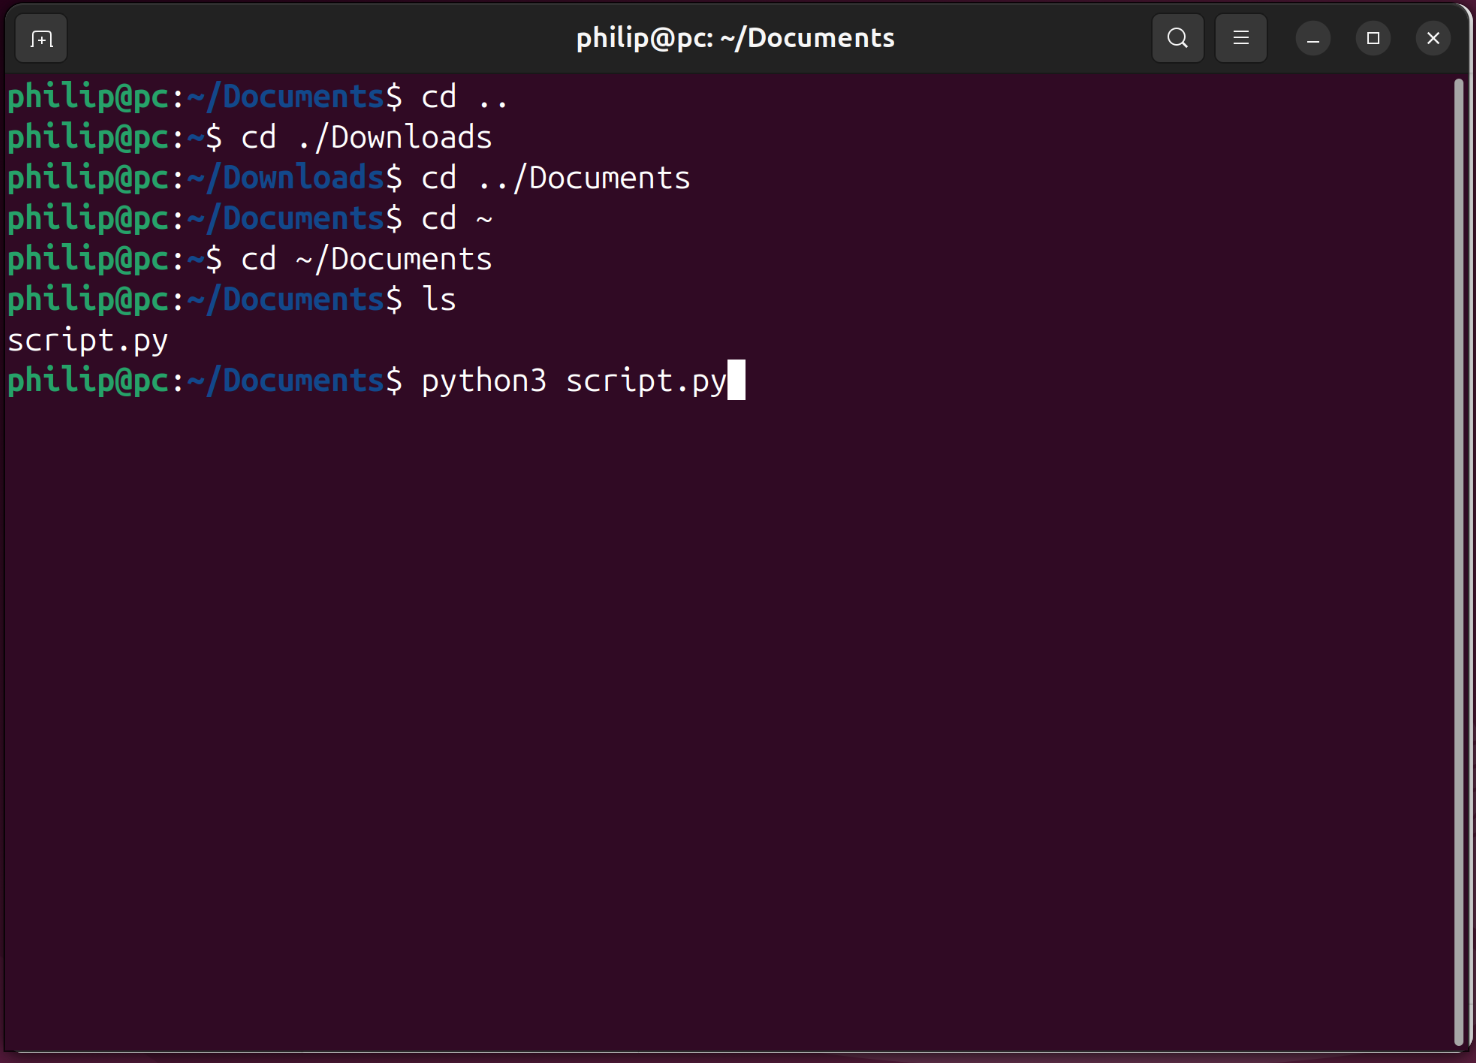 philip@pc: ~/Documents
philip@pc:~/Documents$ cd ..
philip@pc:~$ cd ./Downloads
philip@pc:~/Downloads$ cd ../Documents
philip@pc:~/Documents$ cd ~
philip@pc:~$ cd ~/Documents
philip@pc:~/Documents$ ls
script.py
philip@pc:~/Documents$ python3 script.py